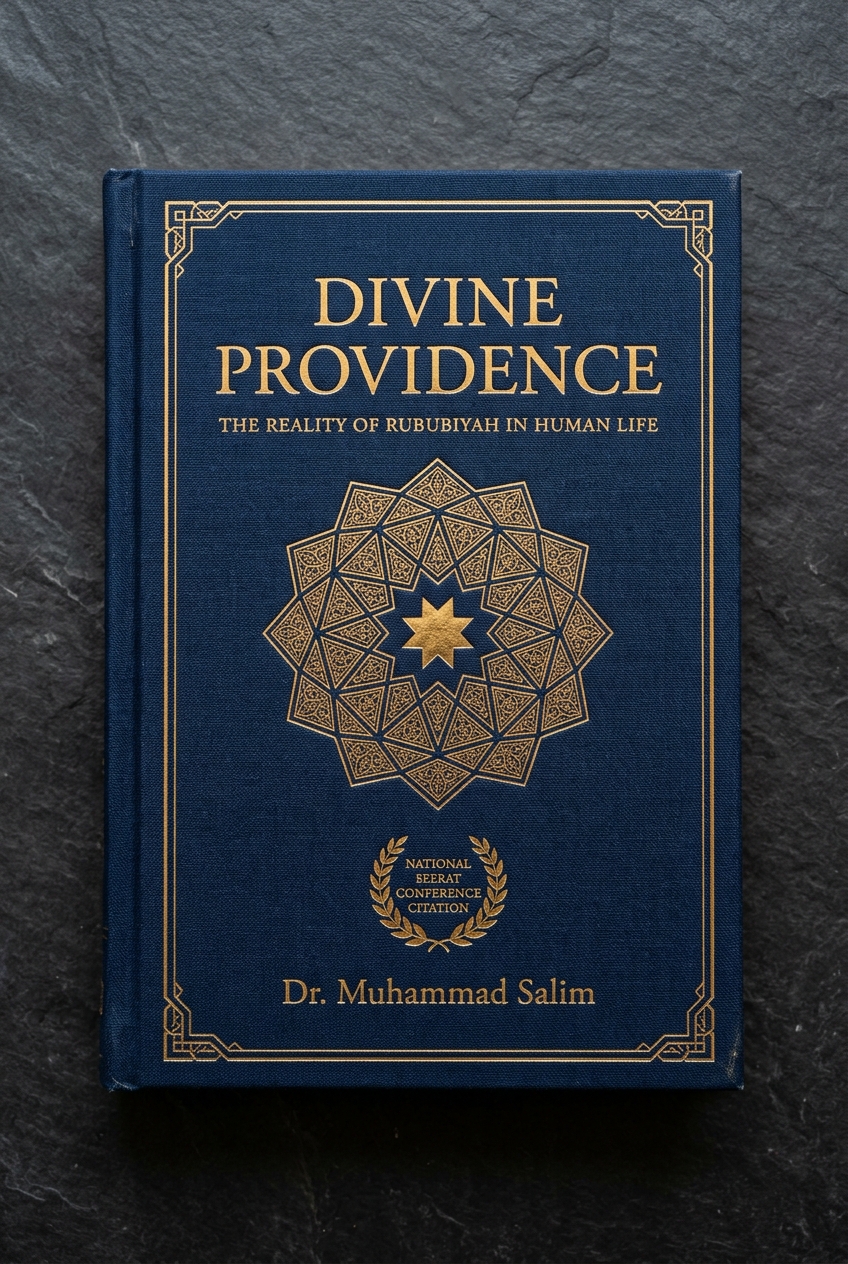 DIVINE
PROVIDENCE
THE REALITY OF RUBUBIYAH IN HUMAN LIFE
NATIONAL
SEERAT
CONFERENCE
CITATION
Dr. Muhammad Salim